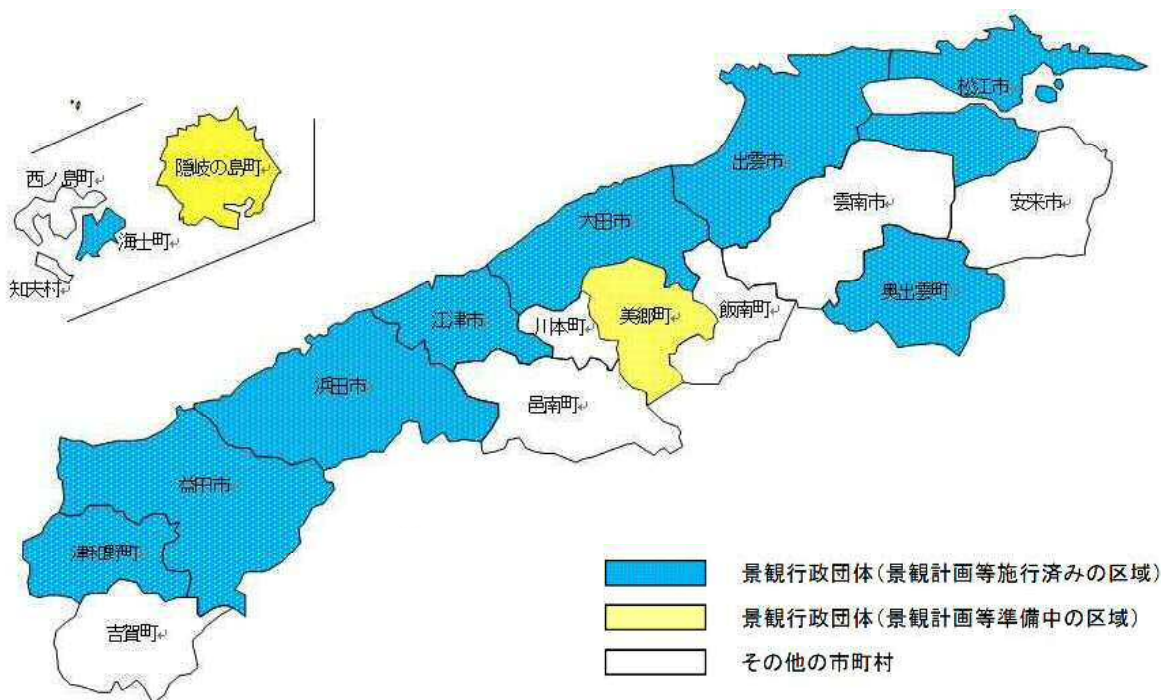 松江市
出雲市
隠岐の島町
西ノ島町
雲南市
安来市
大田市
海士町
知夫村
奥出雲町
江津市
川本町
美郷町
飯南町
浜田市
邑南町
益田市
津和野町
吉賀町
景観行政団体(景観計画等施行済みの区域)
景観行政団体(景観計画等準備中の区域)
その他の市町村